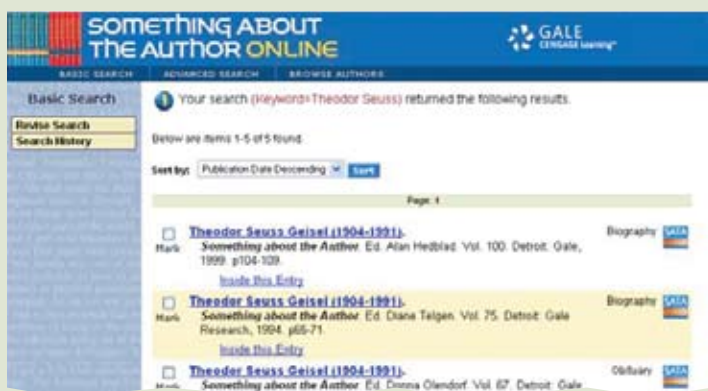 SOMETHING ABOUT
THE AUTHOR ONLINE
GALE
CENGAGE Learning™
BASIC SEARCH ADVANCED SEARCH BROWSE AUTHORS
Basic Search
Revise Search
Search History
Your search (Keyword=Theodor Seuss) returned the following results.
Below are items 1-5 of 5 found.
Sort by: Publication Date Descending Sort
Page: 1
Theodor Seuss Geisel (1904-1991). Biography SATA
Mark Something about the Author. Ed. Alan Hedblad. Vol. 100. Detroit: Gale,
1999. p104-109.
Inside this Entry
Theodor Seuss Geisel (1904-1991). Biography SATA
Mark Something about the Author. Ed. Diane Telgen. Vol. 75. Detroit: Gale
Research, 1994. p65-71.
Inside this Entry
Theodor Seuss Geisel (1904-1991). Obituary SATA
Mark Something about the Author. Ed. Donna Olendorf. Vol. 67. Detroit: Gale